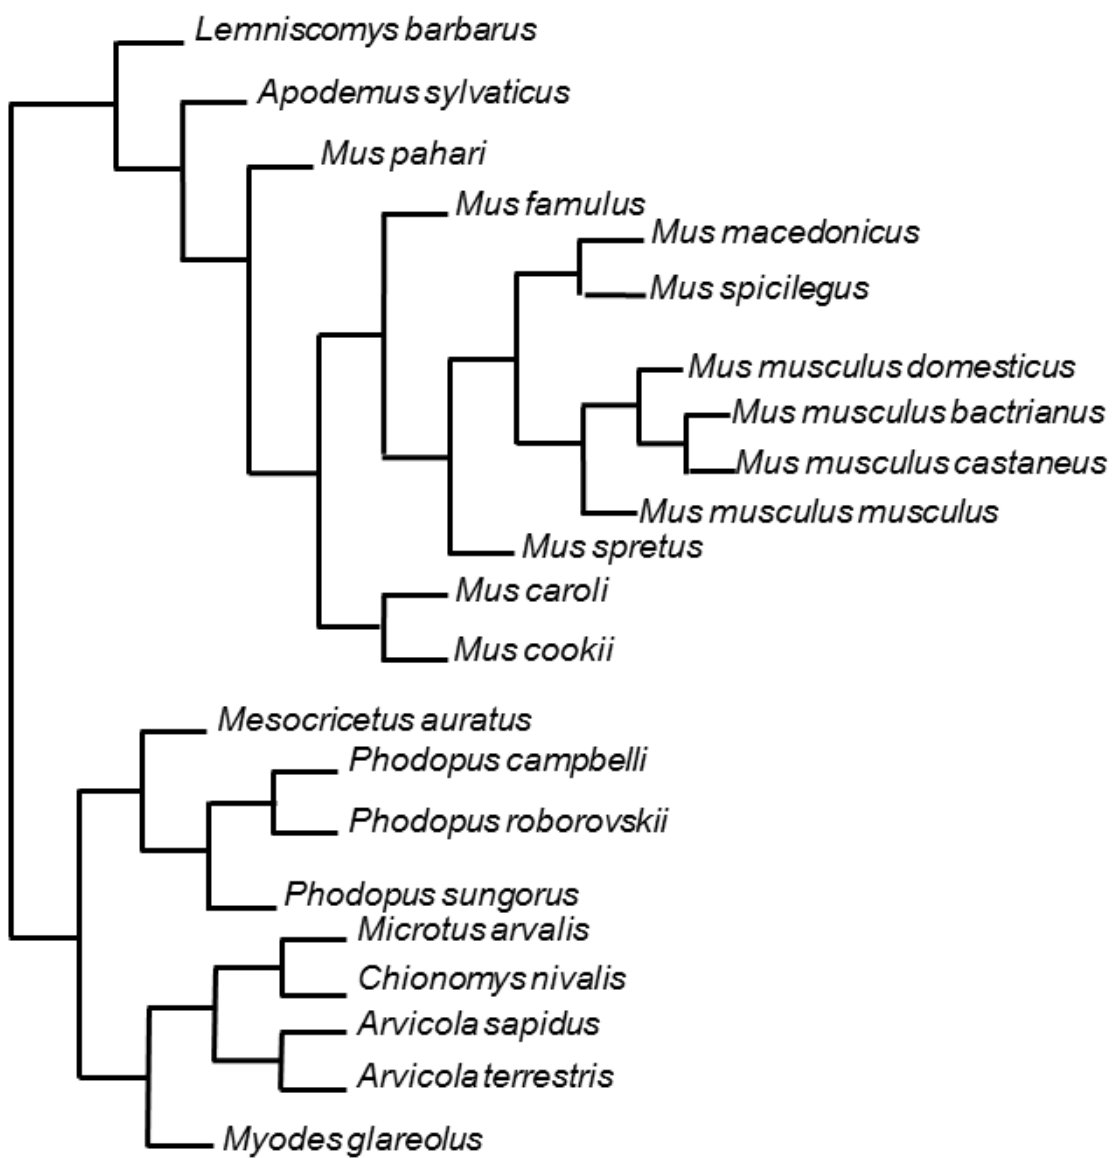 Lemniscomys barbarus
Apodemus sylvaticus
Mus pahari
Mus famulus
Mus macedonicus
Mus spicilegus
Mus musculus domesticus
Mus musculus bactrianus
Mus musculus castaneus
Mus musculus musculus
Mus spretus
Mus caroli
Mus cookii
Mesocricetus auratus
Phodopus campbelli
Phodopus roborovskii
Phodopus sungorus
Microtus arvalis
Chionomys nivalis
Arvicola sapidus
Arvicola terrestris
Myodes glareolus